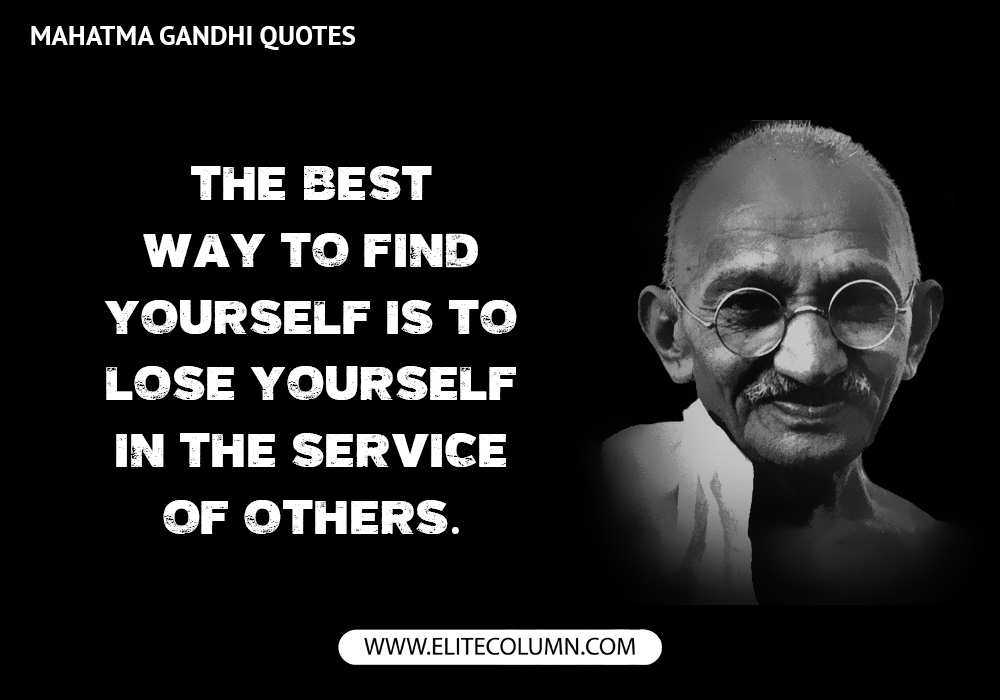 MAHATMA GANDHI QUOTES
THE BEST
WAY TO FIND
YOURSELF IS TO
LOSE YOURSELF
IN THE SERVICE
OF OTHERS.
WWW.ELITECOLUMN.COM